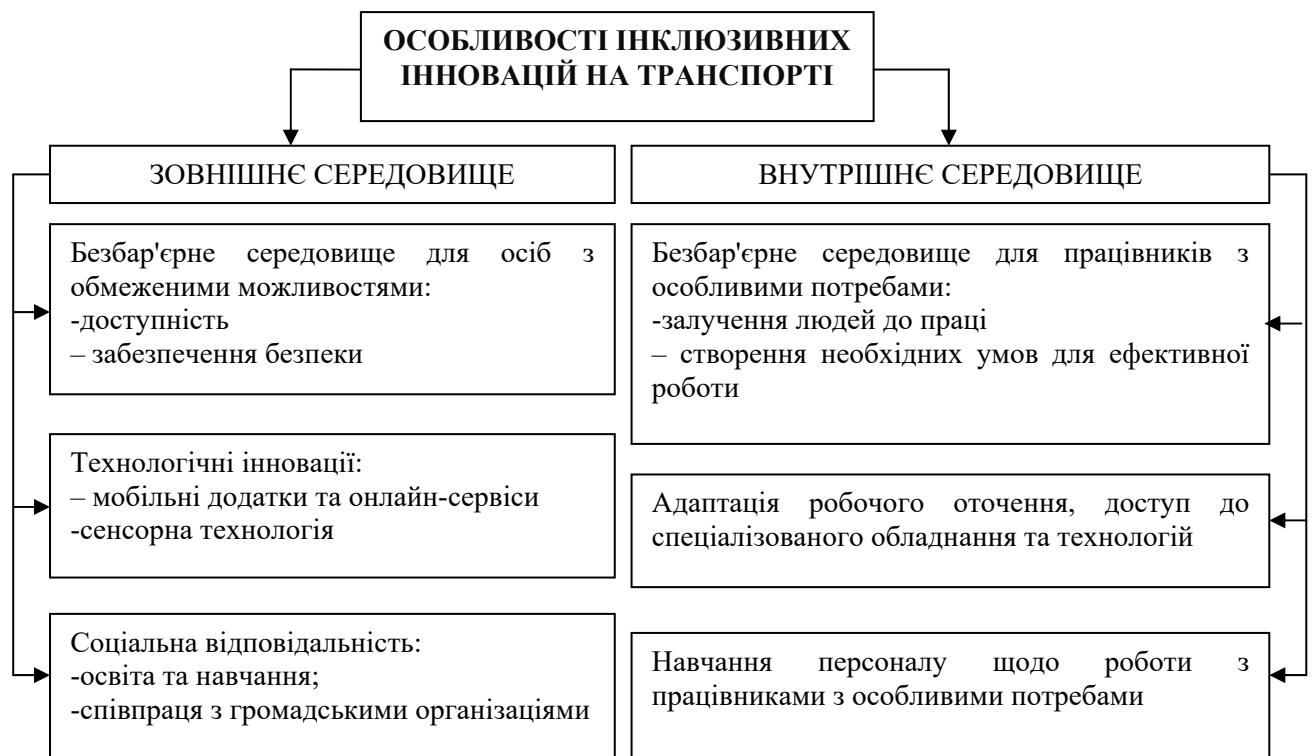 ОСОБЛИВОСТІ ІНКЛЮЗИВНИХ
ІННОВАЦІЙ НА ТРАНСПОРТІ
ЗОВНІШНЄ СЕРЕДОВИЩЕ
Безбар'єрне середовище для осіб з
обмеженими можливостями:
-доступність
– забезпечення безпеки
Технологічні інновації:
– мобільні додатки та онлайн-сервіси
-сенсорна технологія
Соціальна відповідальність:
-освіта та навчання;
-співпраця з громадськими організаціями
ВНУТРІШНЄ СЕРЕДОВИЩЕ
Безбар'єрне середовище для працівників з
особливими потребами:
-залучення людей до праці
– створення необхідних умов для ефективної
роботи
Адаптація робочого оточення, доступ до
спеціалізованого обладнання та технологій
Навчання персоналу щодо роботи з
працівниками з особливими потребами